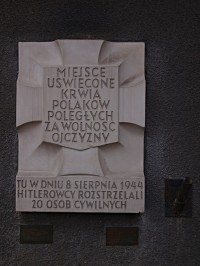 MIEJSCE
UŚWIĘCONE
KRWIĄ
POLAKÓW
POLEGŁYCH
ZA WOLNOŚĆ
OJCZYZNY
TU W DNIU 8 SIERPNIA 1944
HITLEROWCY ROZSTRZELALI
20 OSÓB CYWILNYCH